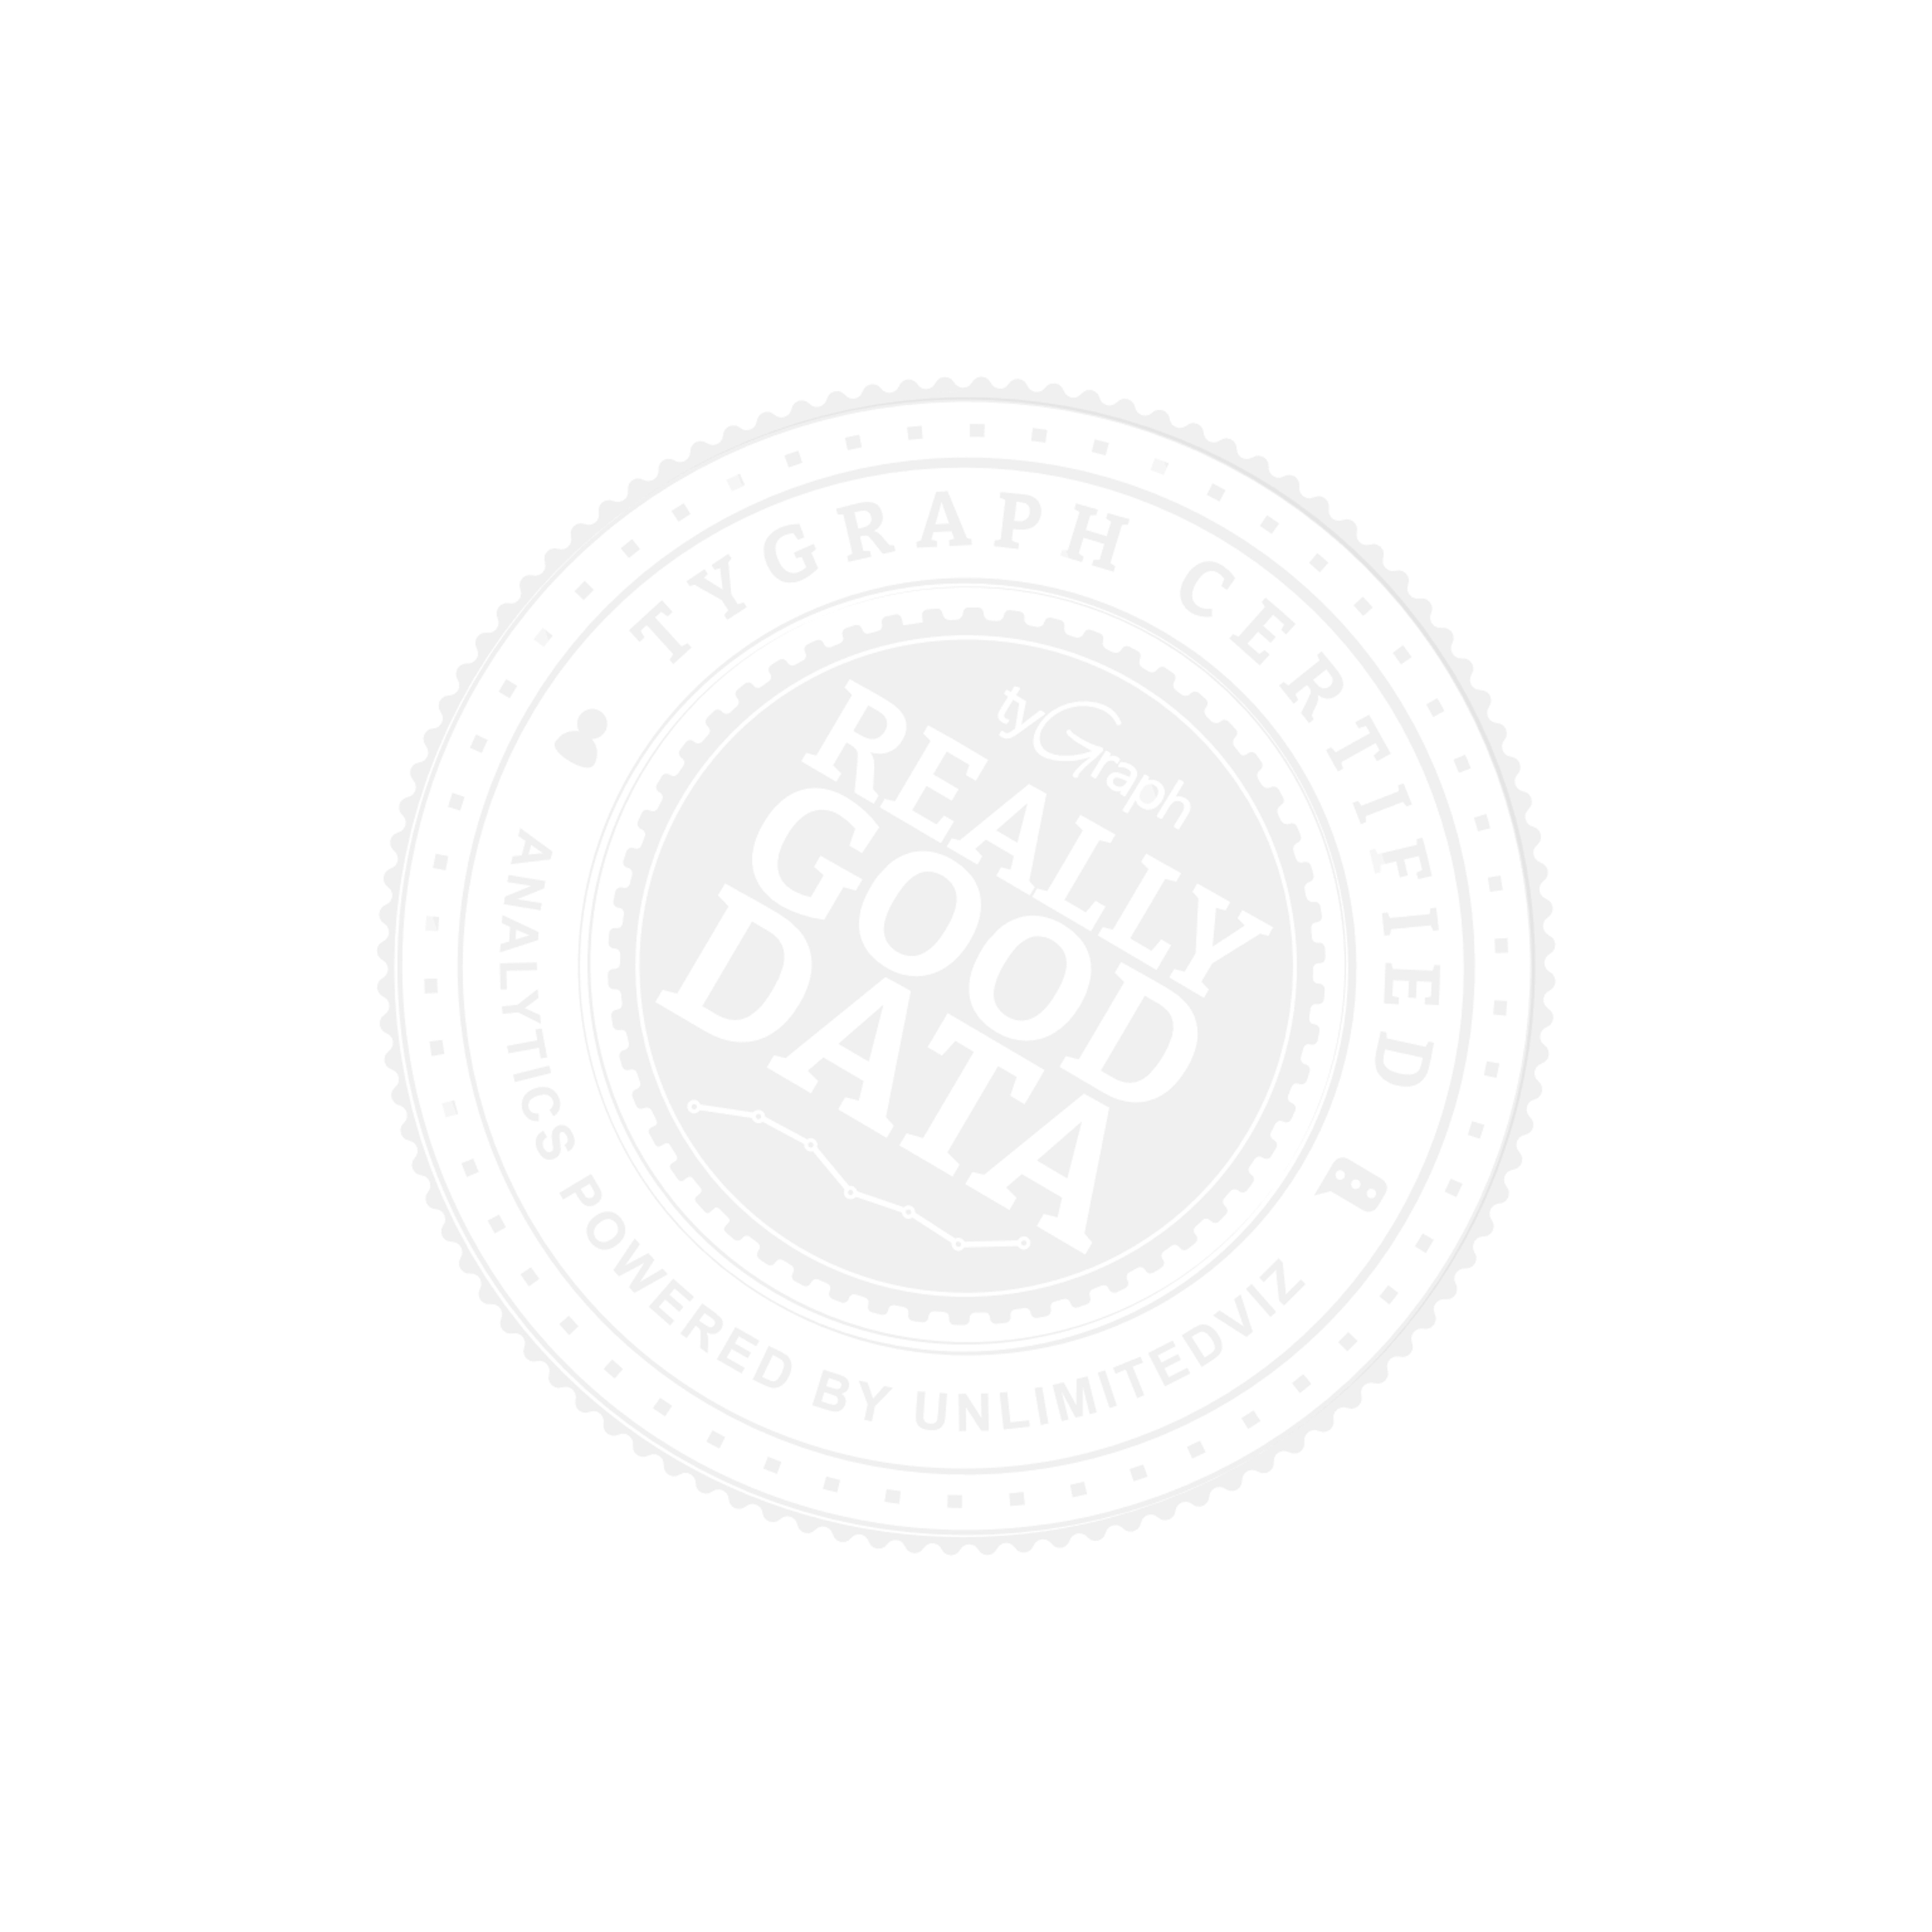 TYGRAPH CERTIFIED
tyGraph
REALLY
GOOD
DATA
ANALYTICS POWERED BY UNLIMITEDVIZ